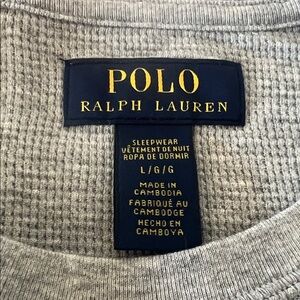 POLO
RALPH LAUREN
SLEEPWEAR
VÊTEMENT DE NUIT
ROPA DE DORMIR
L/G/G
MADE IN
CAMBODIA
FABRIQUÉ AU
CAMBODGE
HECHO EN
CAMBOYA